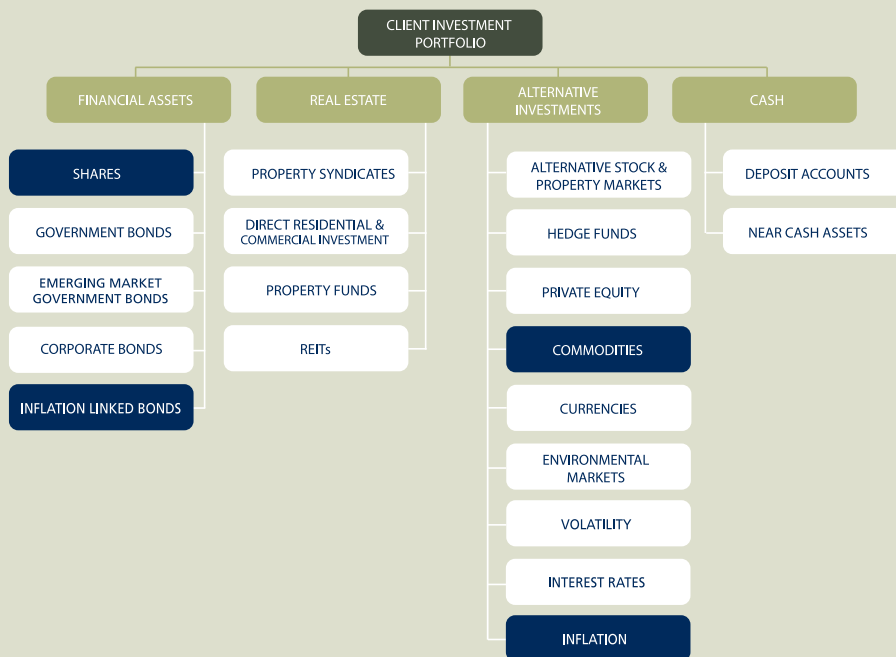 CLIENT INVESTMENT
PORTFOLIO
FINANCIAL ASSETS
REAL ESTATE
ALTERNATIVE
INVESTMENTS
CASH
SHARES
GOVERNMENT BONDS
EMERGING MARKET
GOVERNMENT BONDS
CORPORATE BONDS
INFLATION LINKED BONDS
PROPERTY SYNDICATES
DIRECT RESIDENTIAL &
COMMERCIAL INVESTMENT
PROPERTY FUNDS
REITs
ALTERNATIVE STOCK &
PROPERTY MARKETS
HEDGE FUNDS
PRIVATE EQUITY
COMMODITIES
CURRENCIES
ENVIRONMENTAL
MARKETS
VOLATILITY
INTEREST RATES
INFLATION
DEPOSIT ACCOUNTS
NEAR CASH ASSETS